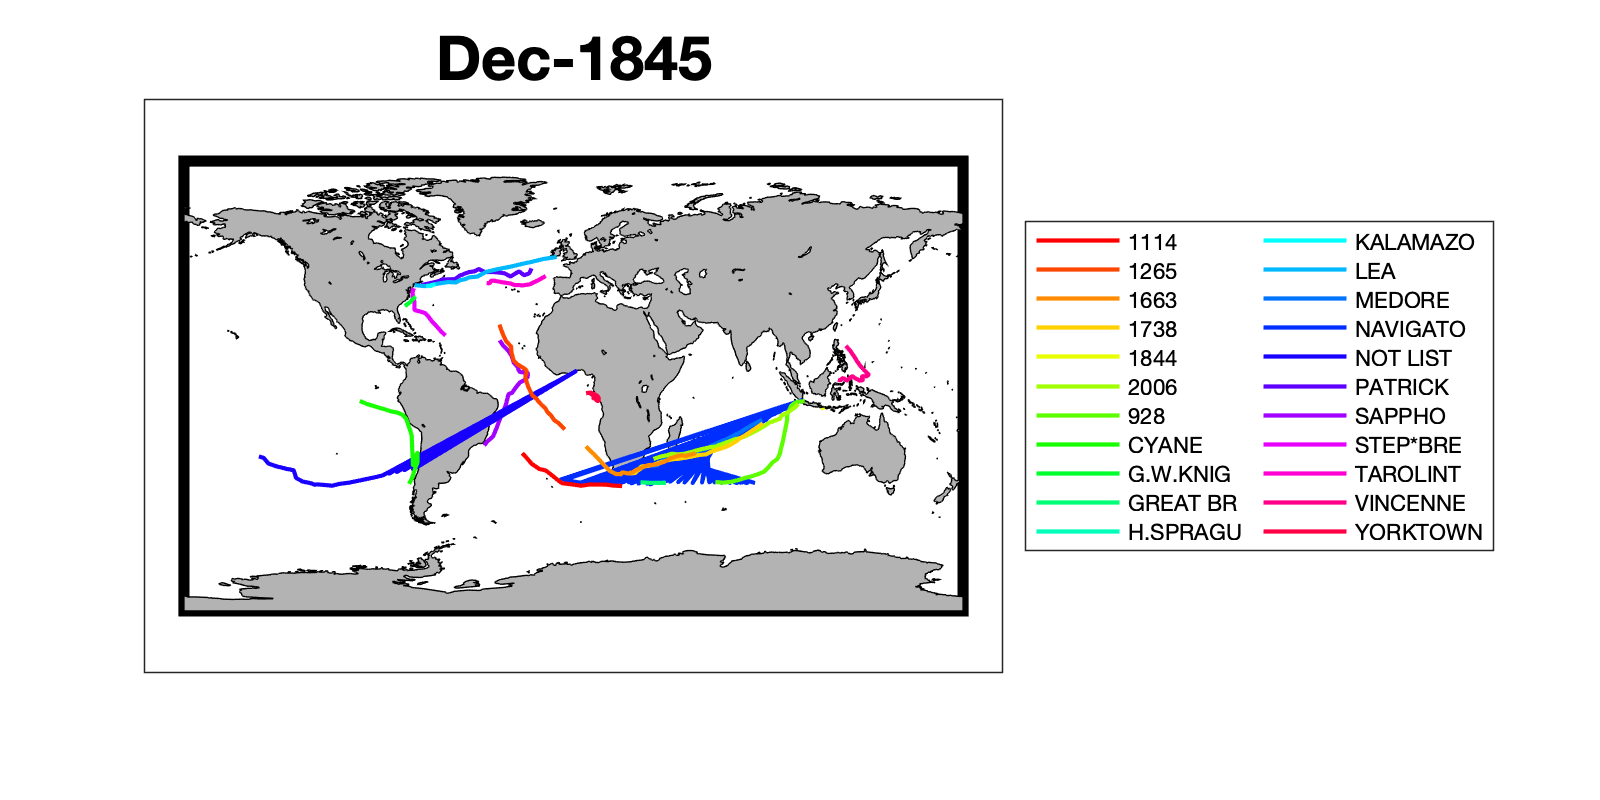 Dec-1845
1114
1265
1663
1738
1844
2006
928
CYANE
G.W.KNIG
GREAT BR
H.SPRAGU
KALAMAZO
LEA
MEDORE
NAVIGATO
NOT LIST
PATRICK
SAPPHO
STEP*BRE
TAROLINT
VINCENNE
YORKTOWN